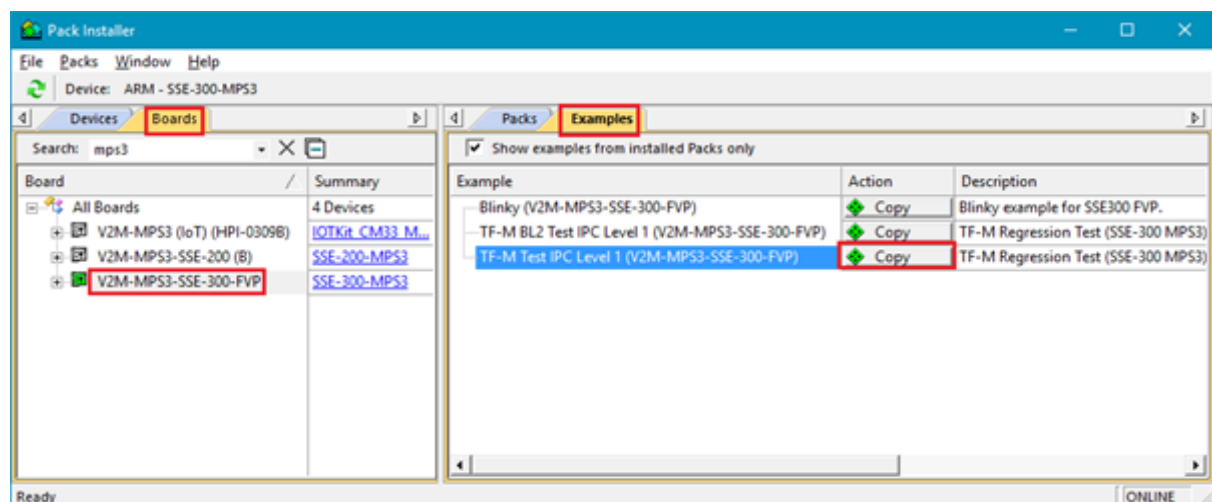 Pack Installer
File Packs Window Help
Device: ARM - SSE-300-MPS3
Devices Boards
Search: mps3
Board Summary
All Boards 4 Devices
V2M-MPS3 (IoT) (HPI-0309B) IOTKit_CM33_M...
V2M-MPS3-SSE-200 (B) SSE-200-MPS3
V2M-MPS3-SSE-300-FVP SSE-300-MPS3
Packs Examples
Show examples from installed Packs only
Example Action Description
Blinky (V2M-MPS3-SSE-300-FVP) Copy Blinky example for SSE300 FVP.
TF-M BL2 Test IPC Level 1 (V2M-MPS3-SSE-300-FVP) Copy TF-M Regression Test (SSE-300 MPS3)
TF-M Test IPC Level 1 (V2M-MPS3-SSE-300-FVP) Copy TF-M Regression Test (SSE-300 MPS3)
Ready ONLINE